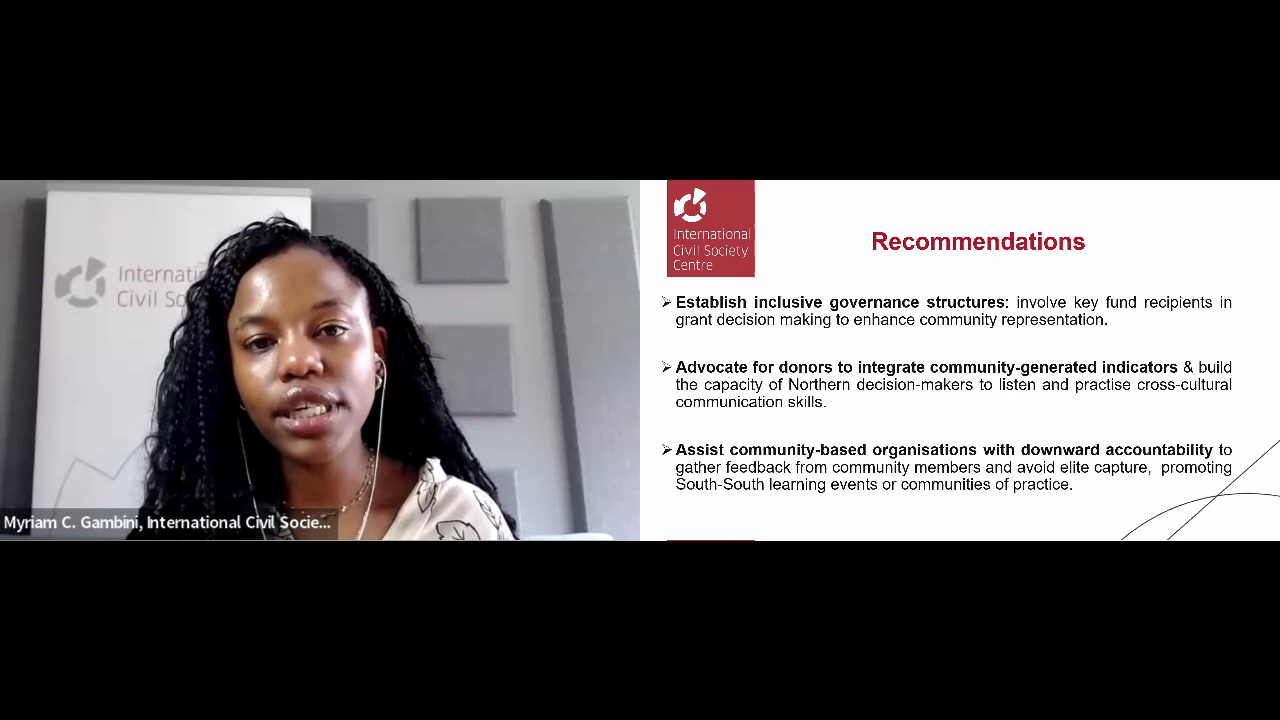 Internati
Civil So
Myriam C. Gambini, International Civil Socie...
International
Civil Society
Centre
Recommendations
➢ Establish inclusive governance structures: involve key fund recipients in
grant decision making to enhance community representation.
➢ Advocate for donors to integrate community-generated indicators & build
the capacity of Northern decision-makers to listen and practise cross-cultural
communication skills.
➢ Assist community-based organisations with downward accountability to
gather feedback from community members and avoid elite capture, promoting
South-South learning events or communities of practice.